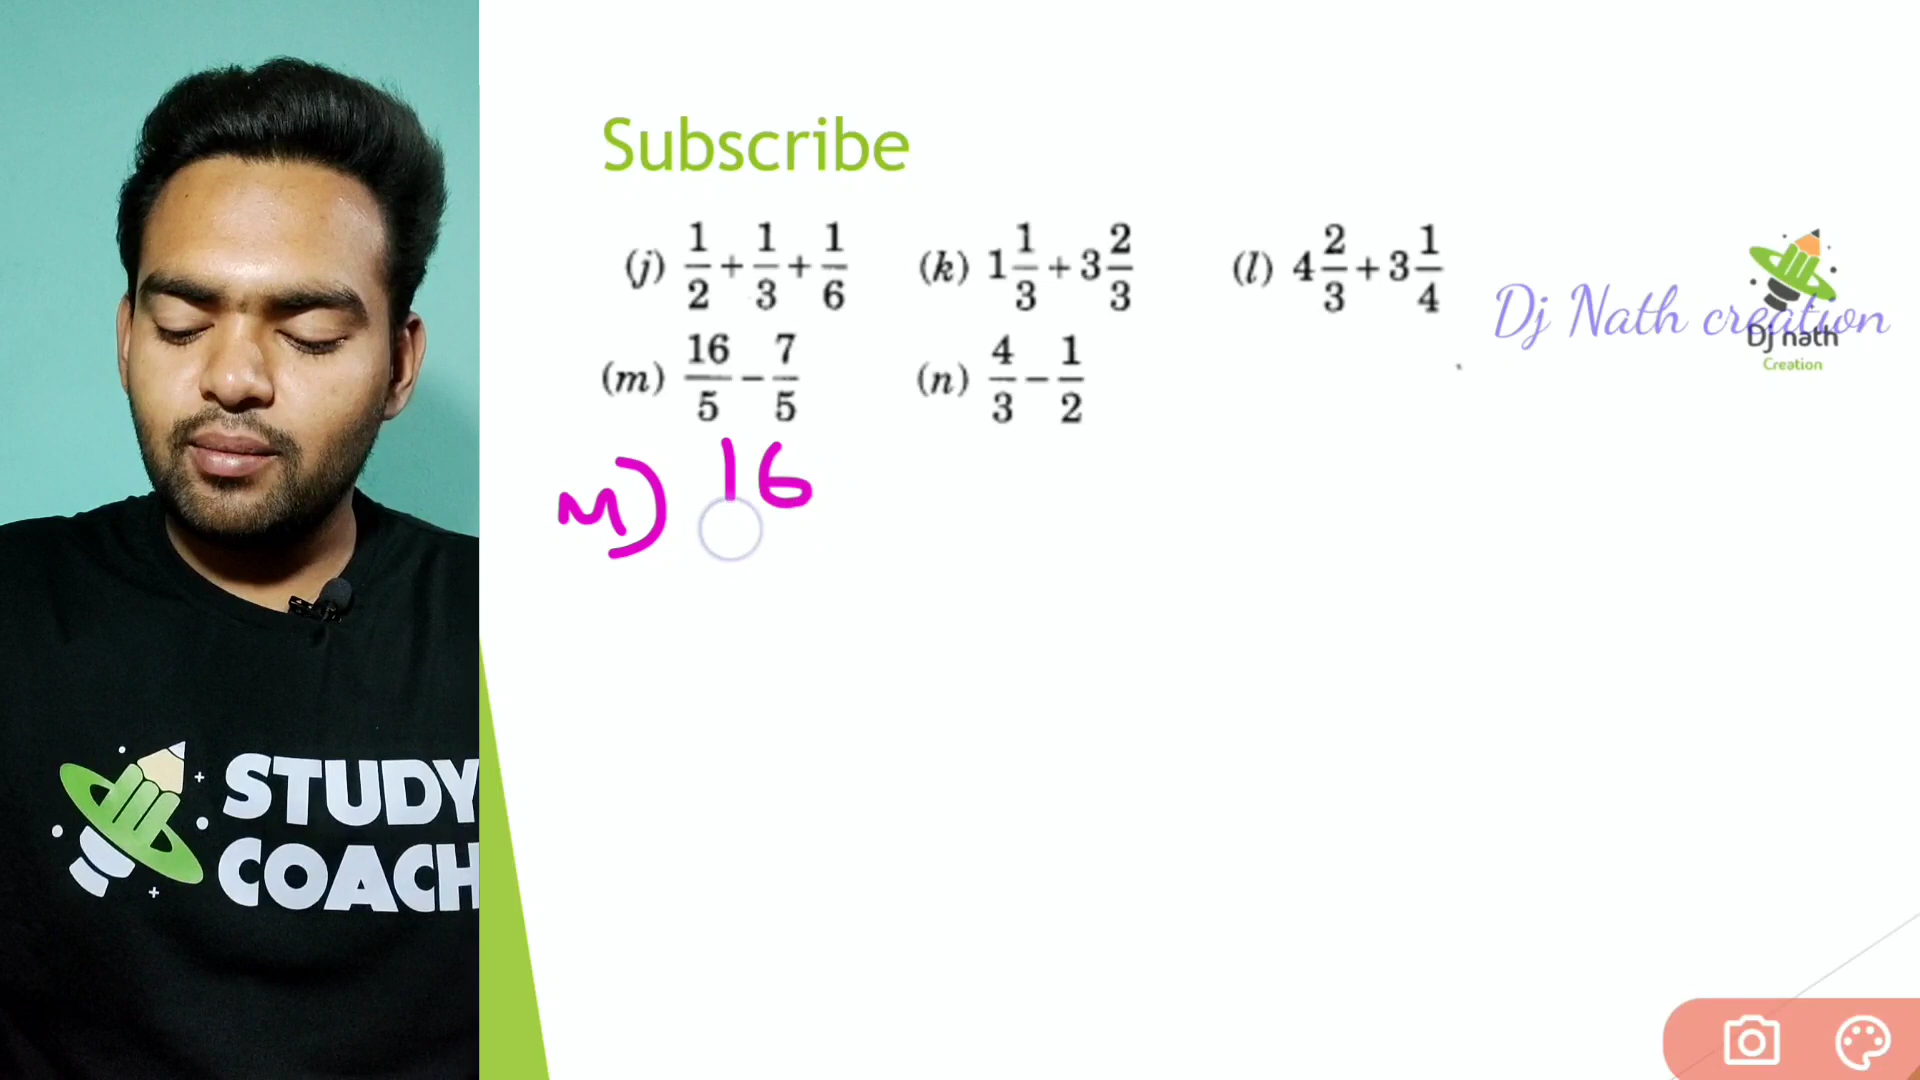 Subscribe
(j) 1/2 + 1/3 + 1/6 (k) 1 1/3 + 3 2/3 (l) 4 2/3 + 3 1/4
Dj Nath creation
Dj nath
Creation
(m) 16/5 − 7/5 (n) 4/3 − 1/2
M) 16
STUDY
COACH